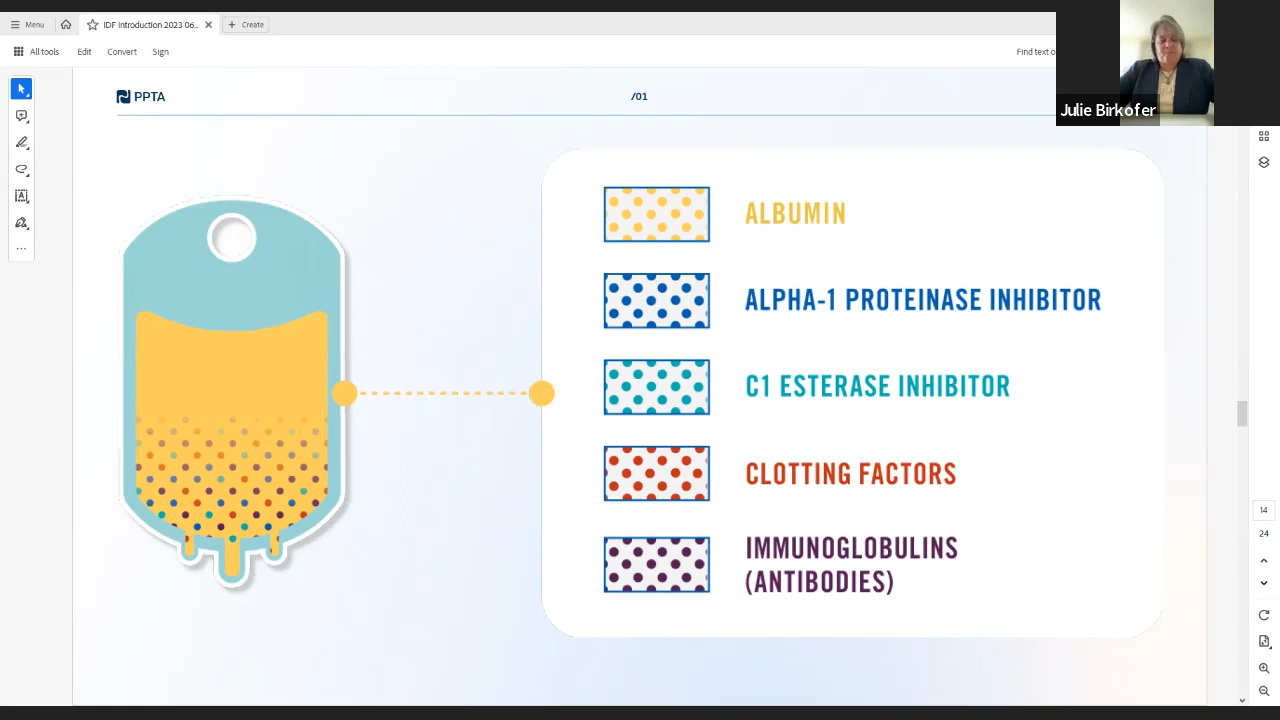 Menu
IDF Introduction 2023 06...
Create
All tools
Edit
Convert
Sign
Find text o
Julie Birkofer
PPTA
/01
ALBUMIN
ALPHA-1 PROTEINASE INHIBITOR
C1 ESTERASE INHIBITOR
CLOTTING FACTORS
IMMUNOGLOBULINS
(ANTIBODIES)
14
24